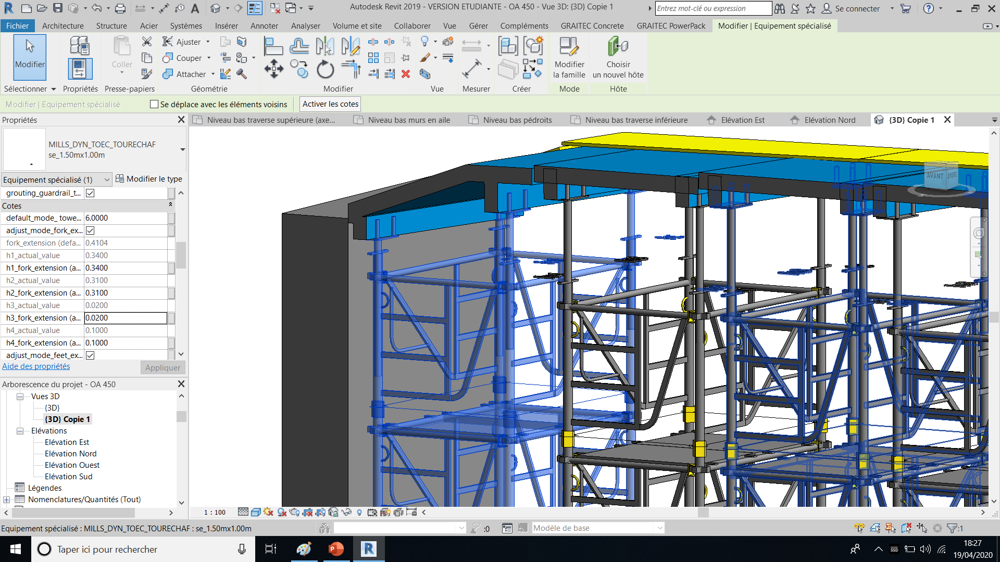 Autodesk Revit 2019 - VERSION ETUDIANTE - OA 450 - Vue 3D: {3D} Copie 1
Entrez mot-clé ou expression
Se connecter
Fichier Architecture Structure Acier Systèmes Insérer Annoter Analyser Volume et site Collaborer Vue Gérer Compléments GRAITEC Concrete GRAITEC PowerPack Modifier | Equipement spécialisé
Modifier
Coller
Ajuster
Couper
Attacher
Modifier
la famille
Choisir
un nouvel hôte
Sélectionner Propriétés Presse-papiers Géométrie Modifier Vue Mesurer Créer Mode Hôte
Modifier | Equipement spécialisé
Se déplace avec les éléments voisins
Activer les cotes
Propriétés
Niveau bas traverse supérieure (axe...
Niveau bas murs en aile
Niveau bas pédroits
Niveau bas traverse inférieure
Elévation Est
Elévation Nord
{3D} Copie 1
MILLS_DYN_TOEC_TOURECHAF
se_1.50mx1.00m
Equipement spécialisé (1)
Modifier le type
grouting_guardrail_t...
Cotes
default_mode_ towe... 6.0000
adjust_mode_fork_ex...
fork_extension (defa... 0.4104
h1_actual_value 0.3400
h1_fork_extension (a... 0.3400
h2_actual_value 0.3100
h2_fork_extension (a... 0.3100
h3_actual_value 0.0200
h3_fork_extension (a... 0.0200
h4_actual_value 0.1000
h4_fork_extension (a... 0.1000
adjust_mode_feet_ex...
Aide des propriétés
Appliquer
AVANT
DROITE
Arborescence du projet - OA 450
Vues 3D
{3D}
{3D} Copie 1
Elévations
Elévation Est
Elévation Nord
Elévation Ouest
Elévation Sud
Légendes
Nomenclatures/Quantités (Tout)
1 : 100
Equipement spécialisé : MILLS_DYN_TOEC_TOURECHAF : se_1.50mx1.00m
:0
Modèle de base
:1
Taper ici pour rechercher
SSD
18:27
19/04/2020